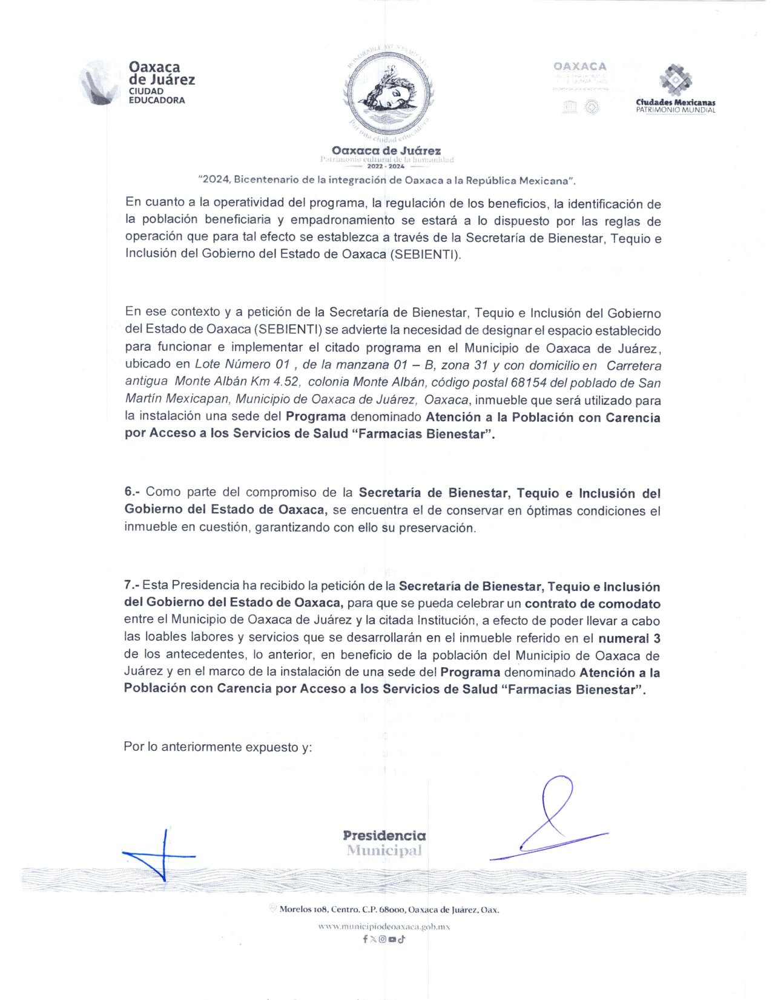 Oaxaca
de Juárez
CIUDAD
EDUCADORA
HONORABLE AYUNTAMIENTO
Por una ciudad educadora
Oaxaca de Juárez
Patrimonio cultural de la humanidad
2022 - 2024
OAXACA
Ciudades Mexicanas
PATRIMONIO MUNDIAL
“2024, Bicentenario de la integración de Oaxaca a la República Mexicana”.
En cuanto a la operatividad del programa, la regulación de los beneficios, la identificación de
la población beneficiaria y empadronamiento se estará a lo dispuesto por las reglas de
operación que para tal efecto se establezca a través de la Secretaría de Bienestar, Tequio e
Inclusión del Gobierno del Estado de Oaxaca (SEBIENTI).
En ese contexto y a petición de la Secretaría de Bienestar, Tequio e Inclusión del Gobierno
del Estado de Oaxaca (SEBIENTI) se advierte la necesidad de designar el espacio establecido
para funcionar e implementar el citado programa en el Municipio de Oaxaca de Juárez,
ubicado en Lote Número 01 , de la manzana 01 – B, zona 31 y con domicilio en Carretera
antigua Monte Albán Km 4.52, colonia Monte Albán, código postal 68154 del poblado de San
Martín Mexicapan, Municipio de Oaxaca de Juárez, Oaxaca, inmueble que será utilizado para
la instalación una sede del Programa denominado Atención a la Población con Carencia
por Acceso a los Servicios de Salud “Farmacias Bienestar”.
6.- Como parte del compromiso de la Secretaría de Bienestar, Tequio e Inclusión del
Gobierno del Estado de Oaxaca, se encuentra el de conservar en óptimas condiciones el
inmueble en cuestión, garantizando con ello su preservación.
7.- Esta Presidencia ha recibido la petición de la Secretaría de Bienestar, Tequio e Inclusión
del Gobierno del Estado de Oaxaca, para que se pueda celebrar un contrato de comodato
entre el Municipio de Oaxaca de Juárez y la citada Institución, a efecto de poder llevar a cabo
las loables labores y servicios que se desarrollarán en el inmueble referido en el numeral 3
de los antecedentes, lo anterior, en beneficio de la población del Municipio de Oaxaca de
Juárez y en el marco de la instalación de una sede del Programa denominado Atención a la
Población con Carencia por Acceso a los Servicios de Salud “Farmacias Bienestar”.
Por lo anteriormente expuesto y:
Presidencia
Municipal
Morelos 108, Centro. C.P. 68000, Oaxaca de Juárez, Oax.
www.municipiodeoaxaca.gob.mx